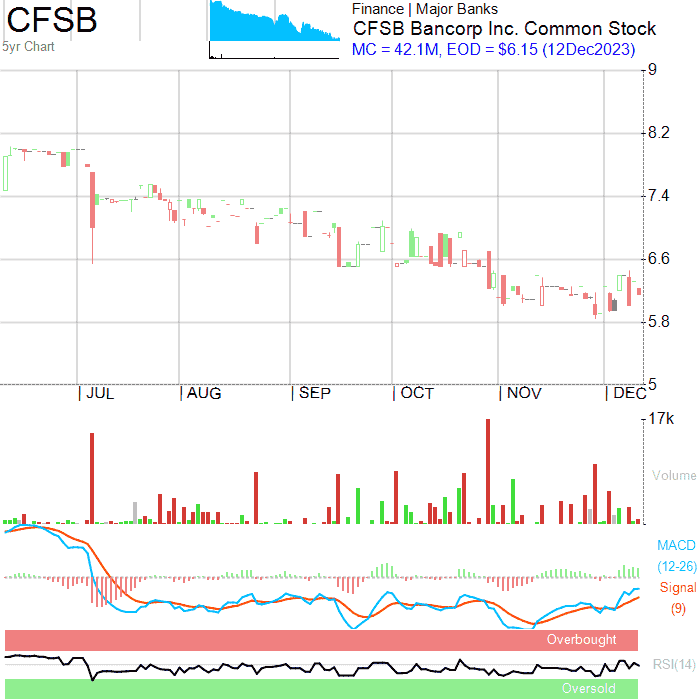 CFSB
5yr Chart
Finance | Major Banks
CFSB Bancorp Inc. Common Stock
MC = 42.1M, EOD = $6.15 (12Dec2023)
9
8.2
7.4
6.6
5.8
5
| JUL | AUG | SEP | OCT | NOV | DEC
17k
Volume
MACD
(12-26)
Signal
(9)
Overbought
RSI(14)
Oversold